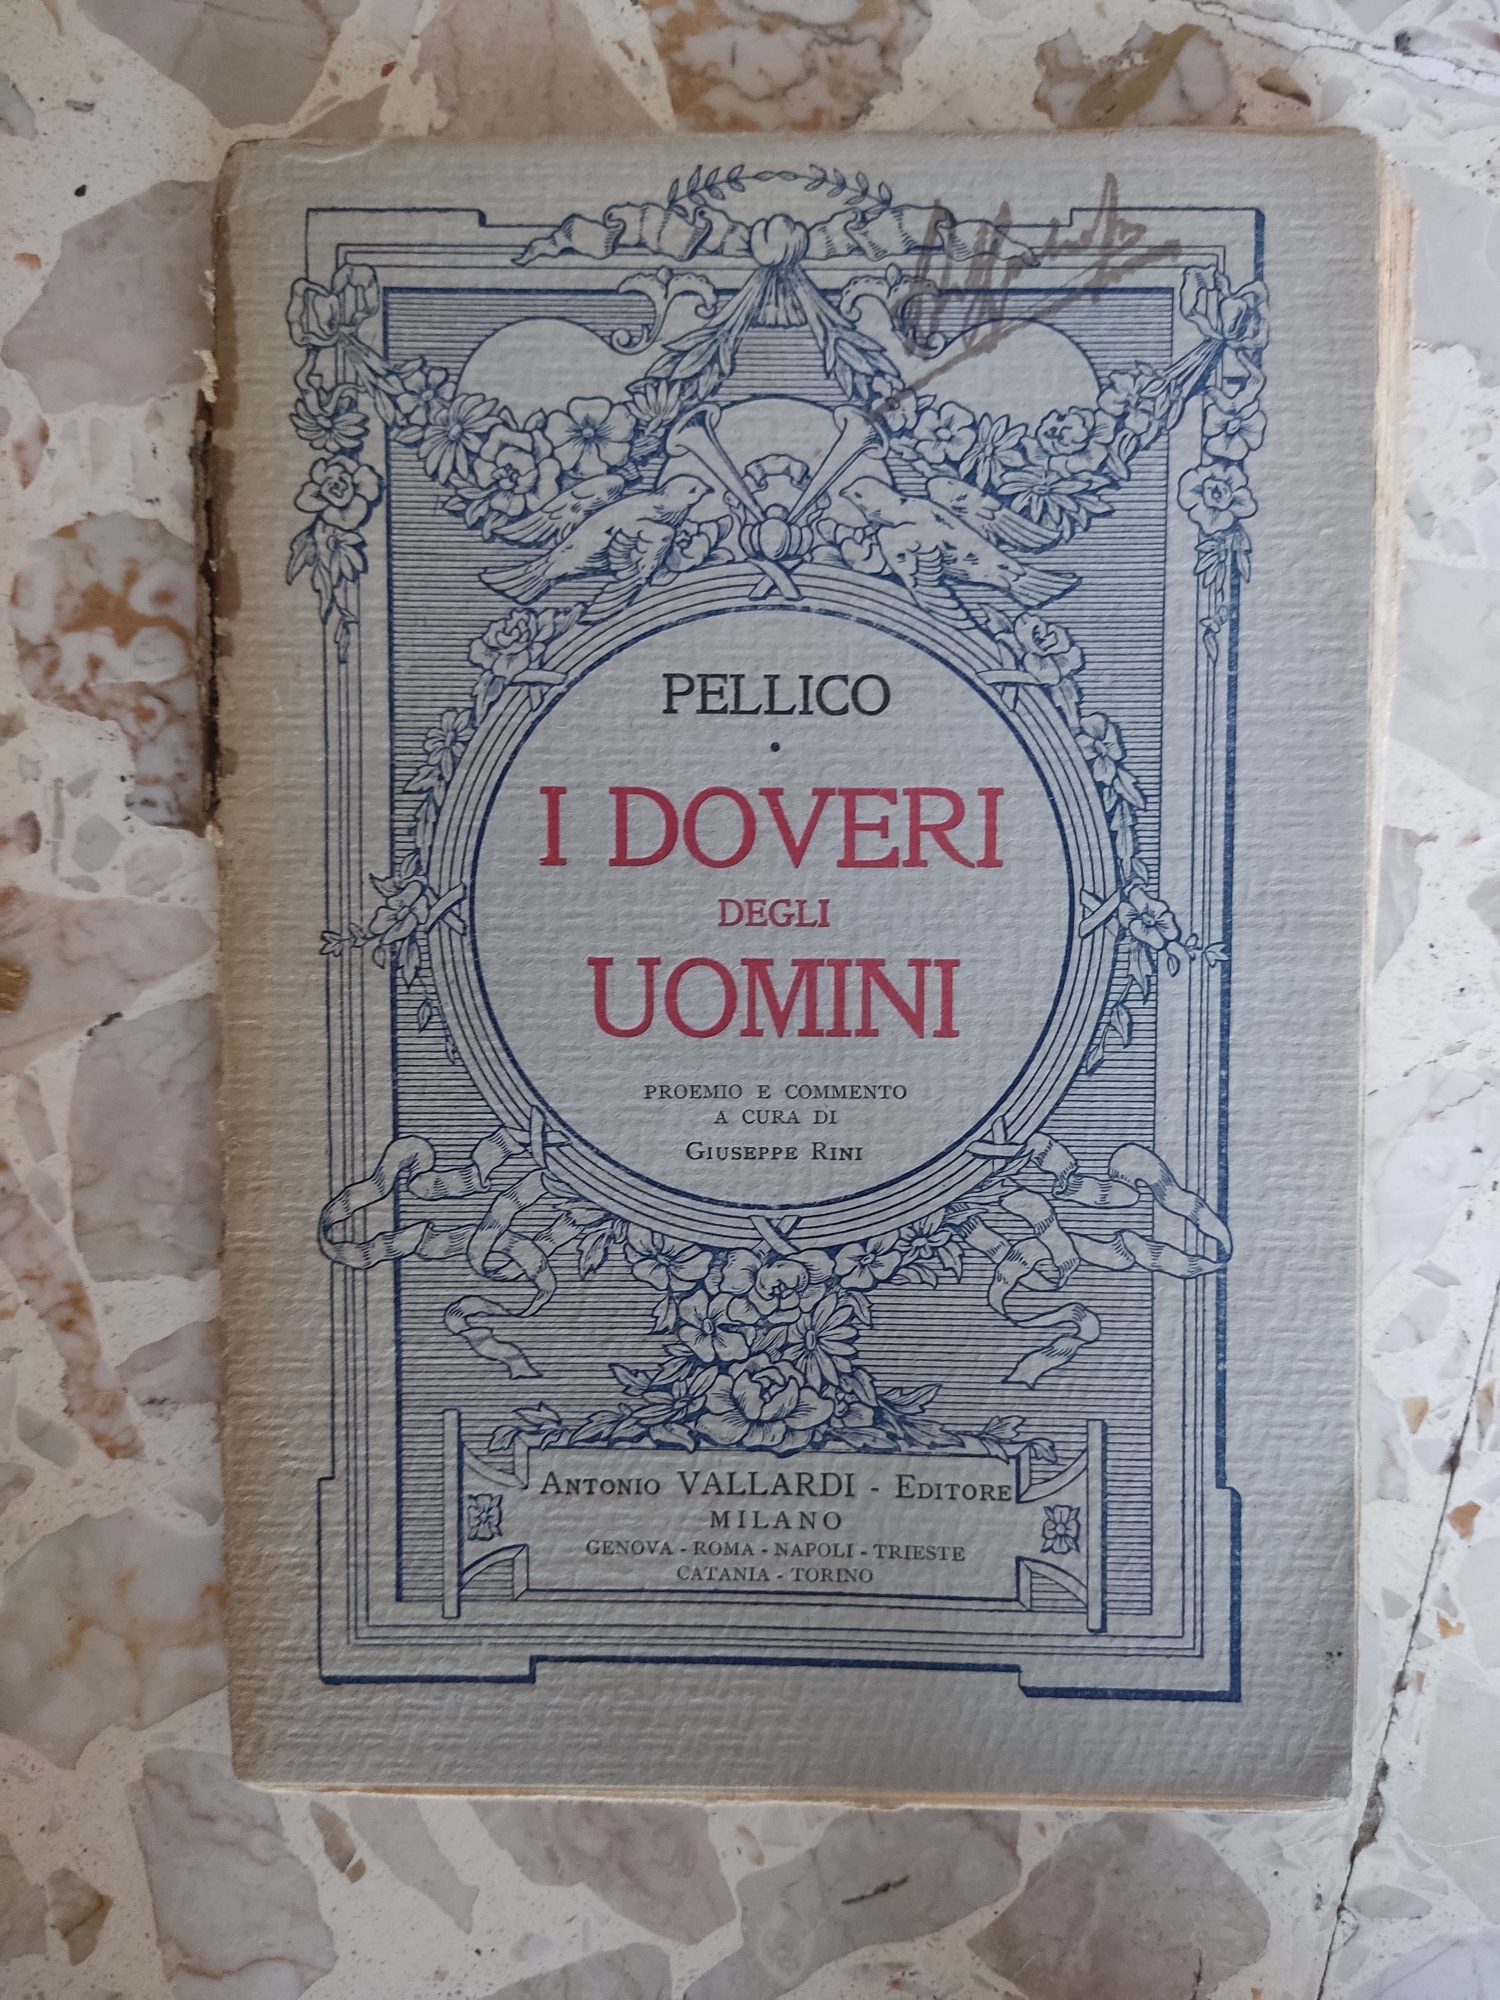 PELLICO
•
I DOVERI
DEGLI
UOMINI
PROEMIO E COMMENTO
A CURA DI
GIUSEPPE RINI
ANTONIO VALLARDI - EDITORE
MILANO
GENOVA - ROMA - NAPOLI - TRIESTE
CATANIA - TORINO